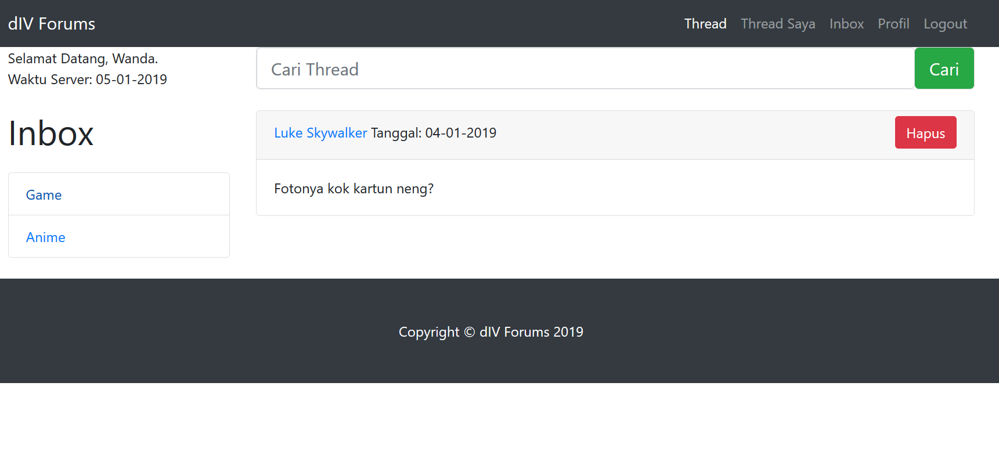 dIV Forums
Thread Thread Saya Inbox Profil Logout
Selamat Datang, Wanda.
Waktu Server: 05-01-2019
Inbox
Game
Anime
Cari Thread
Cari
Luke Skywalker Tanggal: 04-01-2019
Hapus
Fotonya kok kartun neng?
Copyright © dIV Forums 2019